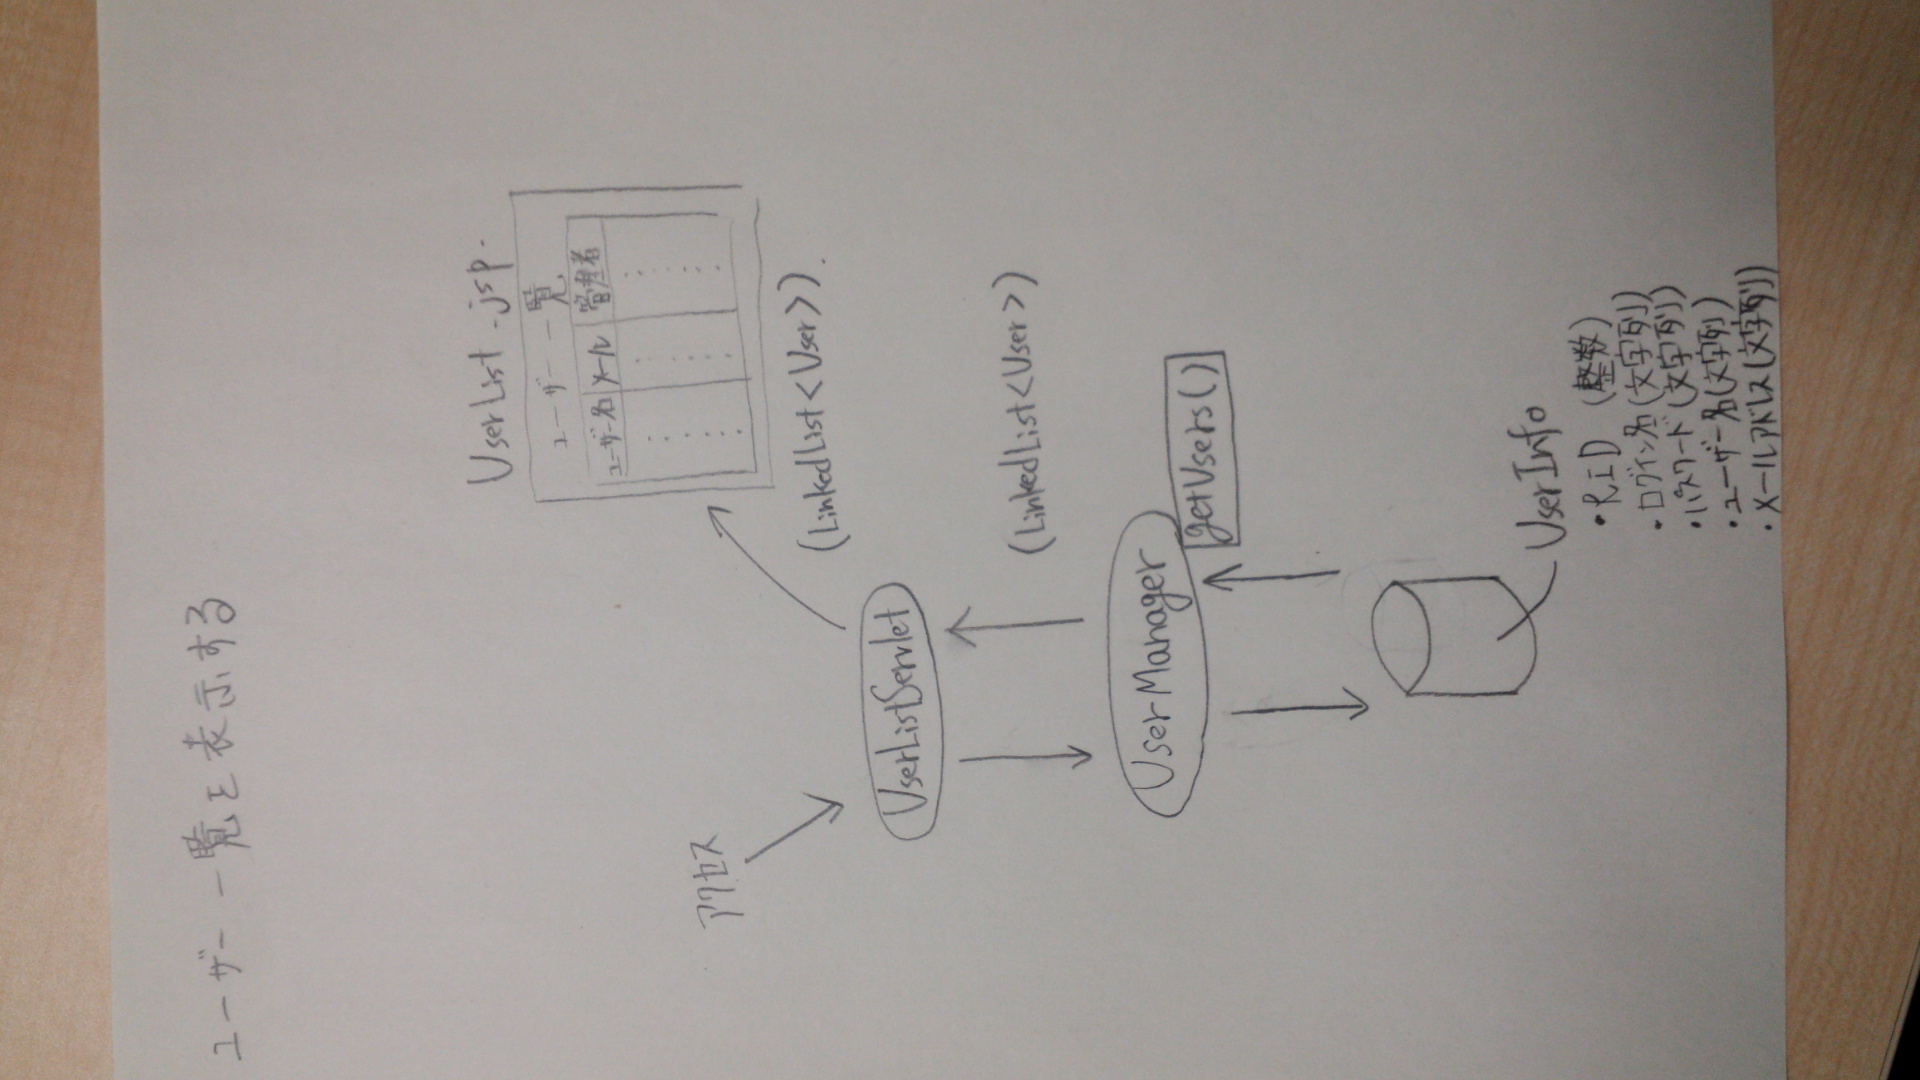 ユーザー一覧を表示する
UserList.jsp.
ユーザー一覧
ユーザー名 メール 管理者
アクセス
(LinkedList<User>).
UserListServlet
(LinkedList<User>)
UserManager
getUsers()
UserInfo
・RID (整数)
・ログイン名(文字列)
・パスワード(文字列)
・ユーザー名(文字列)
・メールアドレス(文字列)